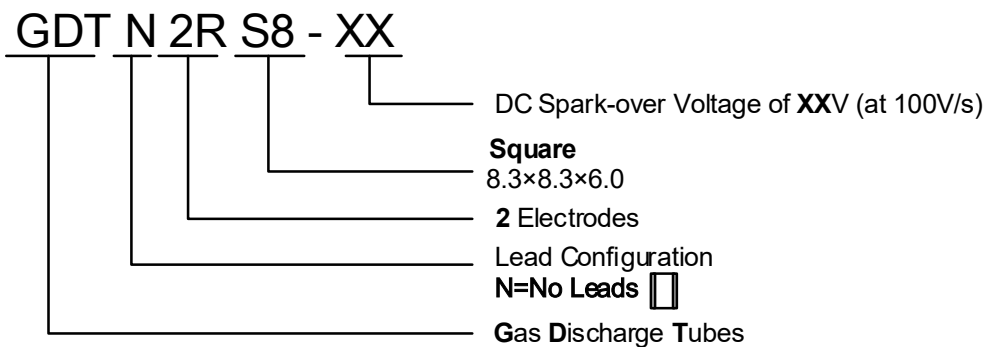 GDT N 2R S8 - XX
DC Spark-over Voltage of XXV (at 100V/s)
Square
8.3×8.3×6.0
2 Electrodes
Lead Configuration
N=No Leads
Gas Discharge Tubes